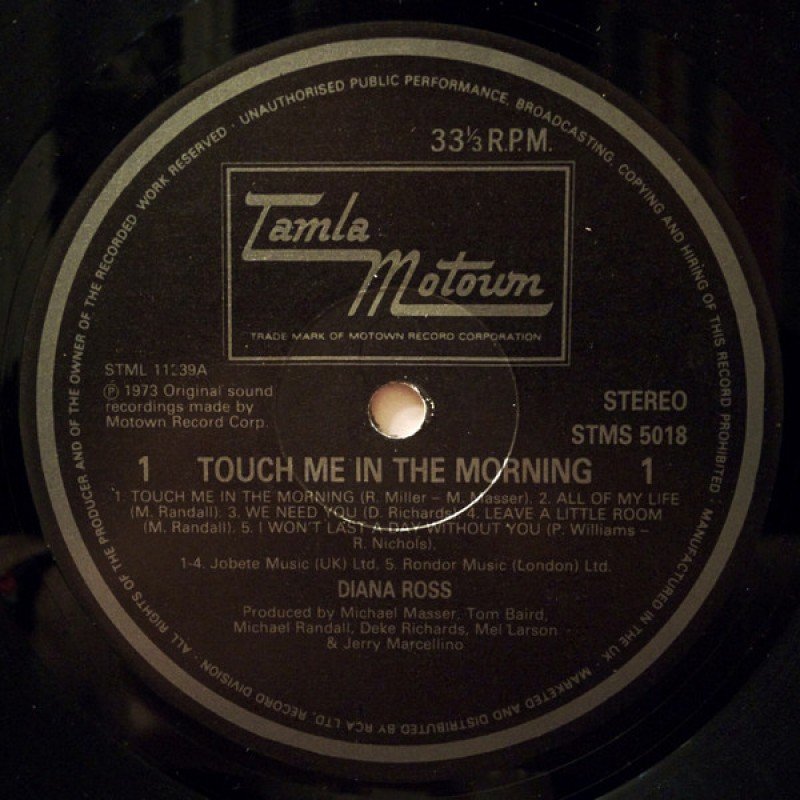 ALL RIGHTS OF THE PRODUCER AND OF THE OWNER OF THE RECORDED WORK RESERVED · UNAUTHORISED PUBLIC PERFORMANCE, BROADCASTING, COPYING AND HIRING OF THIS RECORD PROHIBITED · MANUFACTURED IN THE UK · MARKETED AND DISTRIBUTED BY RCA LTD. RECORD DIVISION ·
33⅓ R.P.M.
Tamla
Motown
TRADE MARK OF MOTOWN RECORD CORPORATION
STML 11239A
℗ 1973 Original sound
recordings made by
Motown Record Corp.
STEREO
STMS 5018
1 TOUCH ME IN THE MORNING 1
1. TOUCH ME IN THE MORNING (R. Miller – M. Masser). 2. ALL OF MY LIFE
(M. Randall). 3. WE NEED YOU (D. Richards). 4. LEAVE A LITTLE ROOM
(M. Randall). 5. I WON'T LAST A DAY WITHOUT YOU (P. Williams –
R. Nichols).
1-4. Jobete Music (UK) Ltd. 5. Rondor Music (London) Ltd.
DIANA ROSS
Produced by Michael Masser, Tom Baird,
Michael Randall, Deke Richards, Mel Larson
& Jerry Marcellino